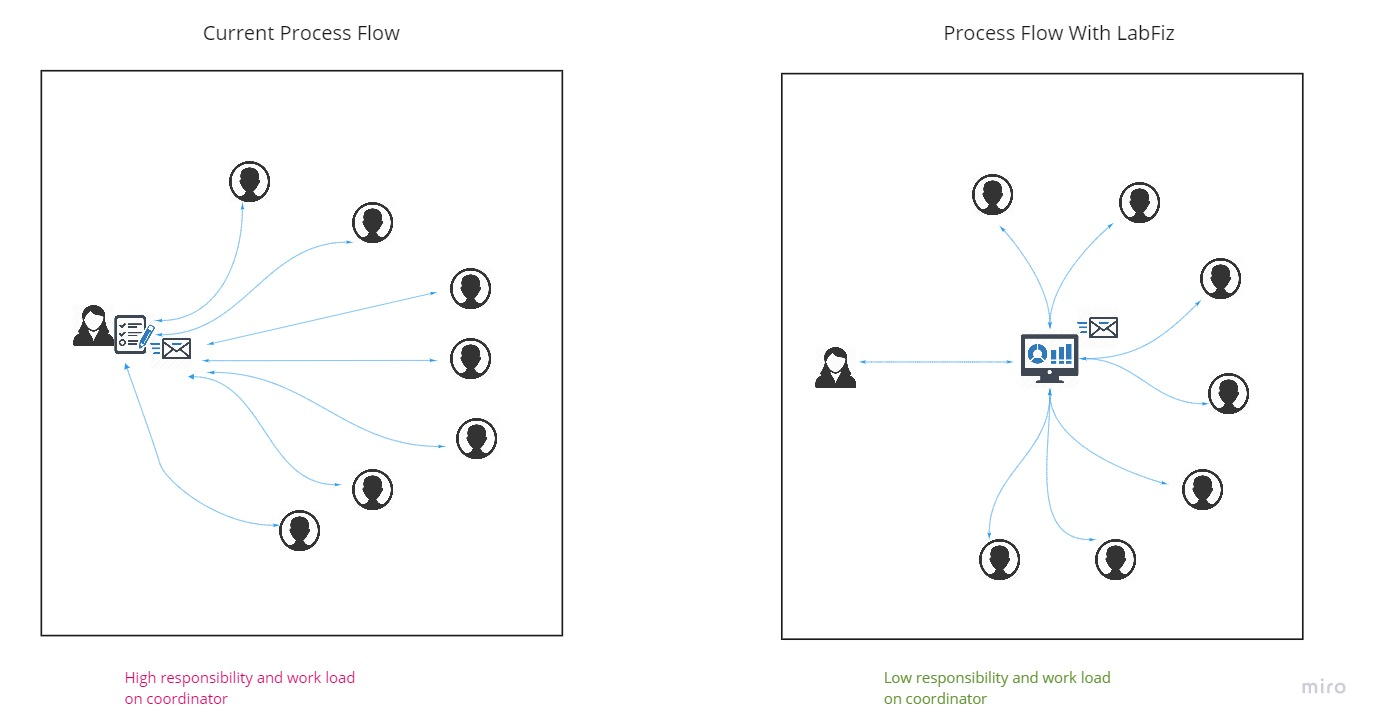 Current Process Flow
Process Flow With LabFiz
High responsibility and work load
on coordinator
Low responsibility and work load
on coordinator
miro